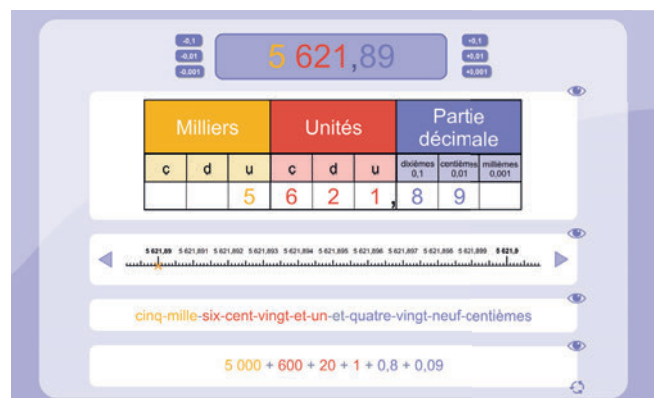 -0,1
5 621,89
+0,1
-0,01
+0,01
-0,001
+0,001
Milliers Unités Partie décimale
c d u c d u dixièmes 0,1 centièmes 0,01 millièmes 0,001
5 6 2 1 , 8 9
5 621,89 5 621,891 5 621,892 5 621,893 5 621,894 5 621,895 5 621,896 5 621,897 5 621,898 5 621,899 5 621,9
cinq-mille-six-cent-vingt-et-un-et-quatre-vingt-neuf-centièmes
5 000 + 600 + 20 + 1 + 0,8 + 0,09